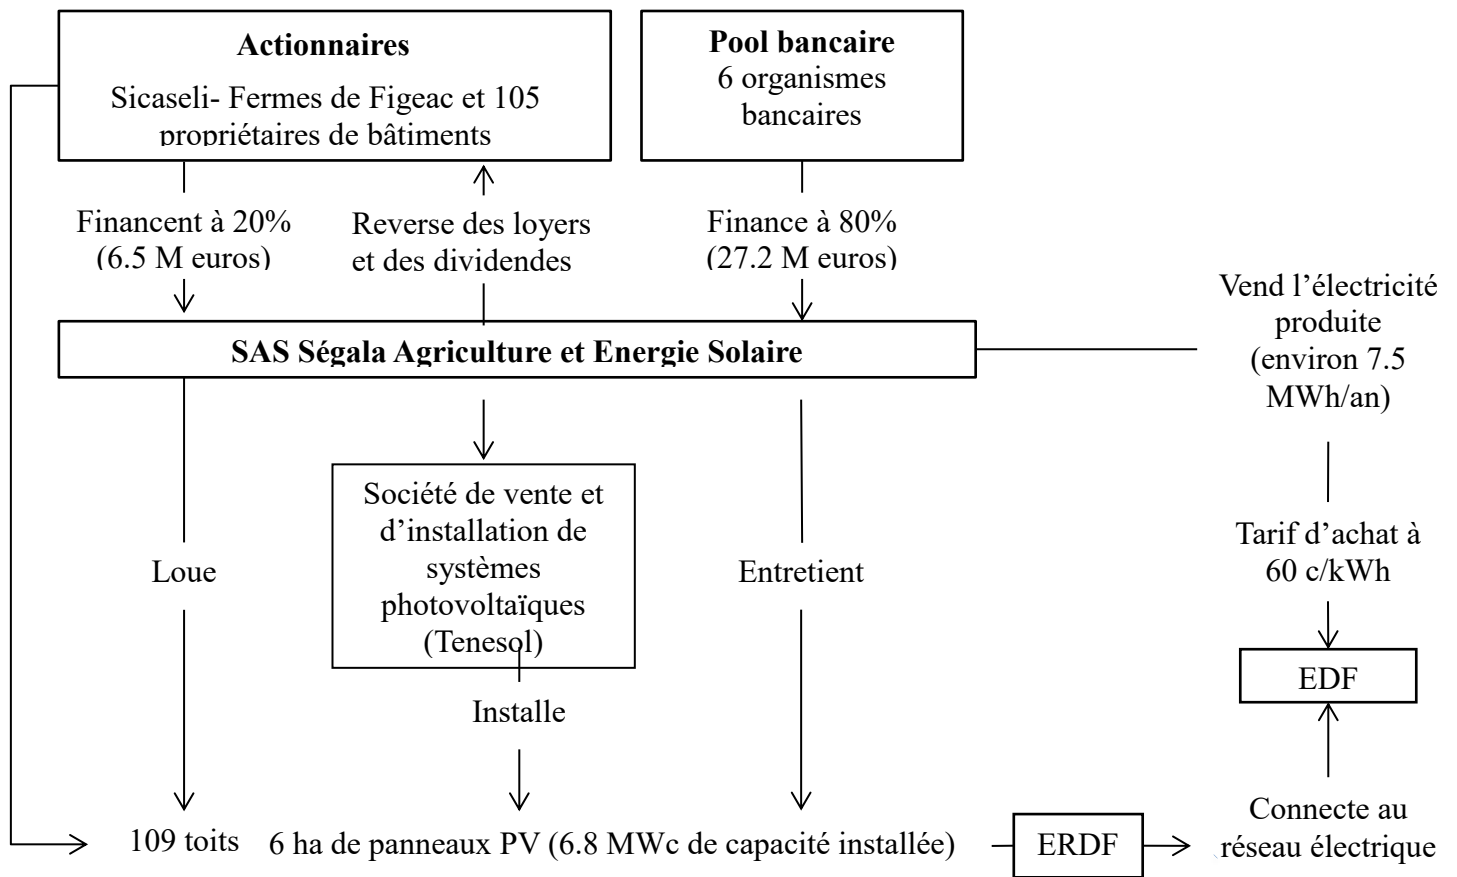 Actionnaires
Sicaseli- Fermes de Figeac et 105
propriétaires de bâtiments
Pool bancaire
6 organismes
bancaires
Financent à 20%
(6.5 M euros)
Reverse des loyers
et des dividendes
Finance à 80%
(27.2 M euros)
SAS Ségala Agriculture et Energie Solaire
Vend l’électricité
produite
(environ 7.5
MWh/an)
Loue
Société de vente et
d’installation de
systèmes
photovoltaïques
(Tenesol)
Entretient
Tarif d’achat à
60 c/kWh
EDF
Installe
109 toits
6 ha de panneaux PV (6.8 MWc de capacité installée)
ERDF
Connecte au
réseau électrique